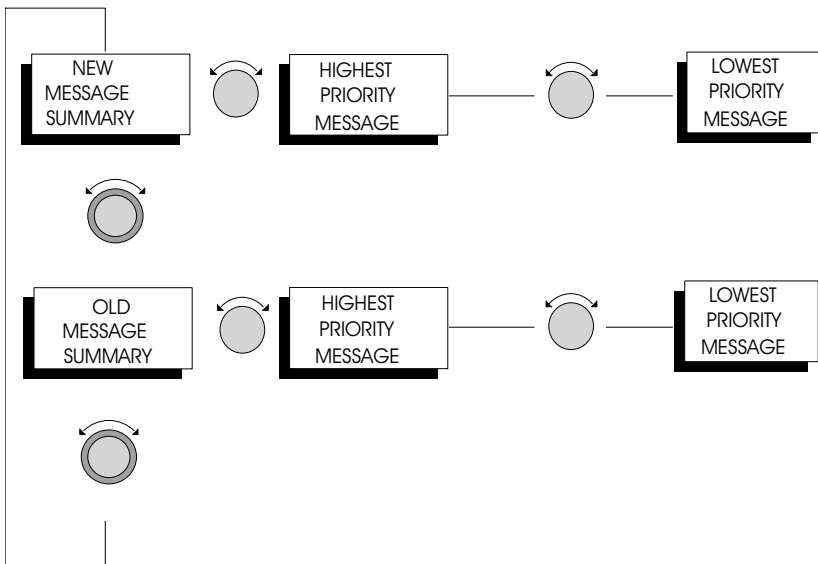 NEW
MESSAGE
SUMMARY
HIGHEST
PRIORITY
MESSAGE
LOWEST
PRIORITY
MESSAGE
OLD
MESSAGE
SUMMARY
HIGHEST
PRIORITY
MESSAGE
LOWEST
PRIORITY
MESSAGE